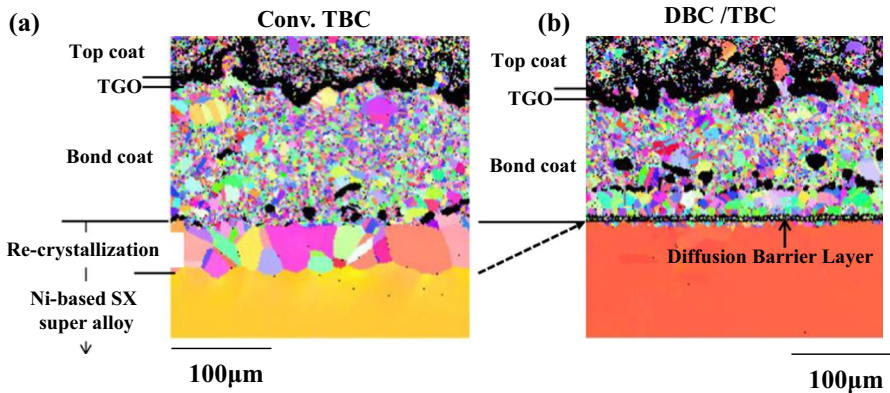 (a)
Conv. TBC
Top coat
TGO
Bond coat
Re-crystallization
Ni-based SX
super alloy
100μm
(b)
DBC /TBC
Top coat
TGO
Bond coat
Diffusion Barrier Layer
100μm